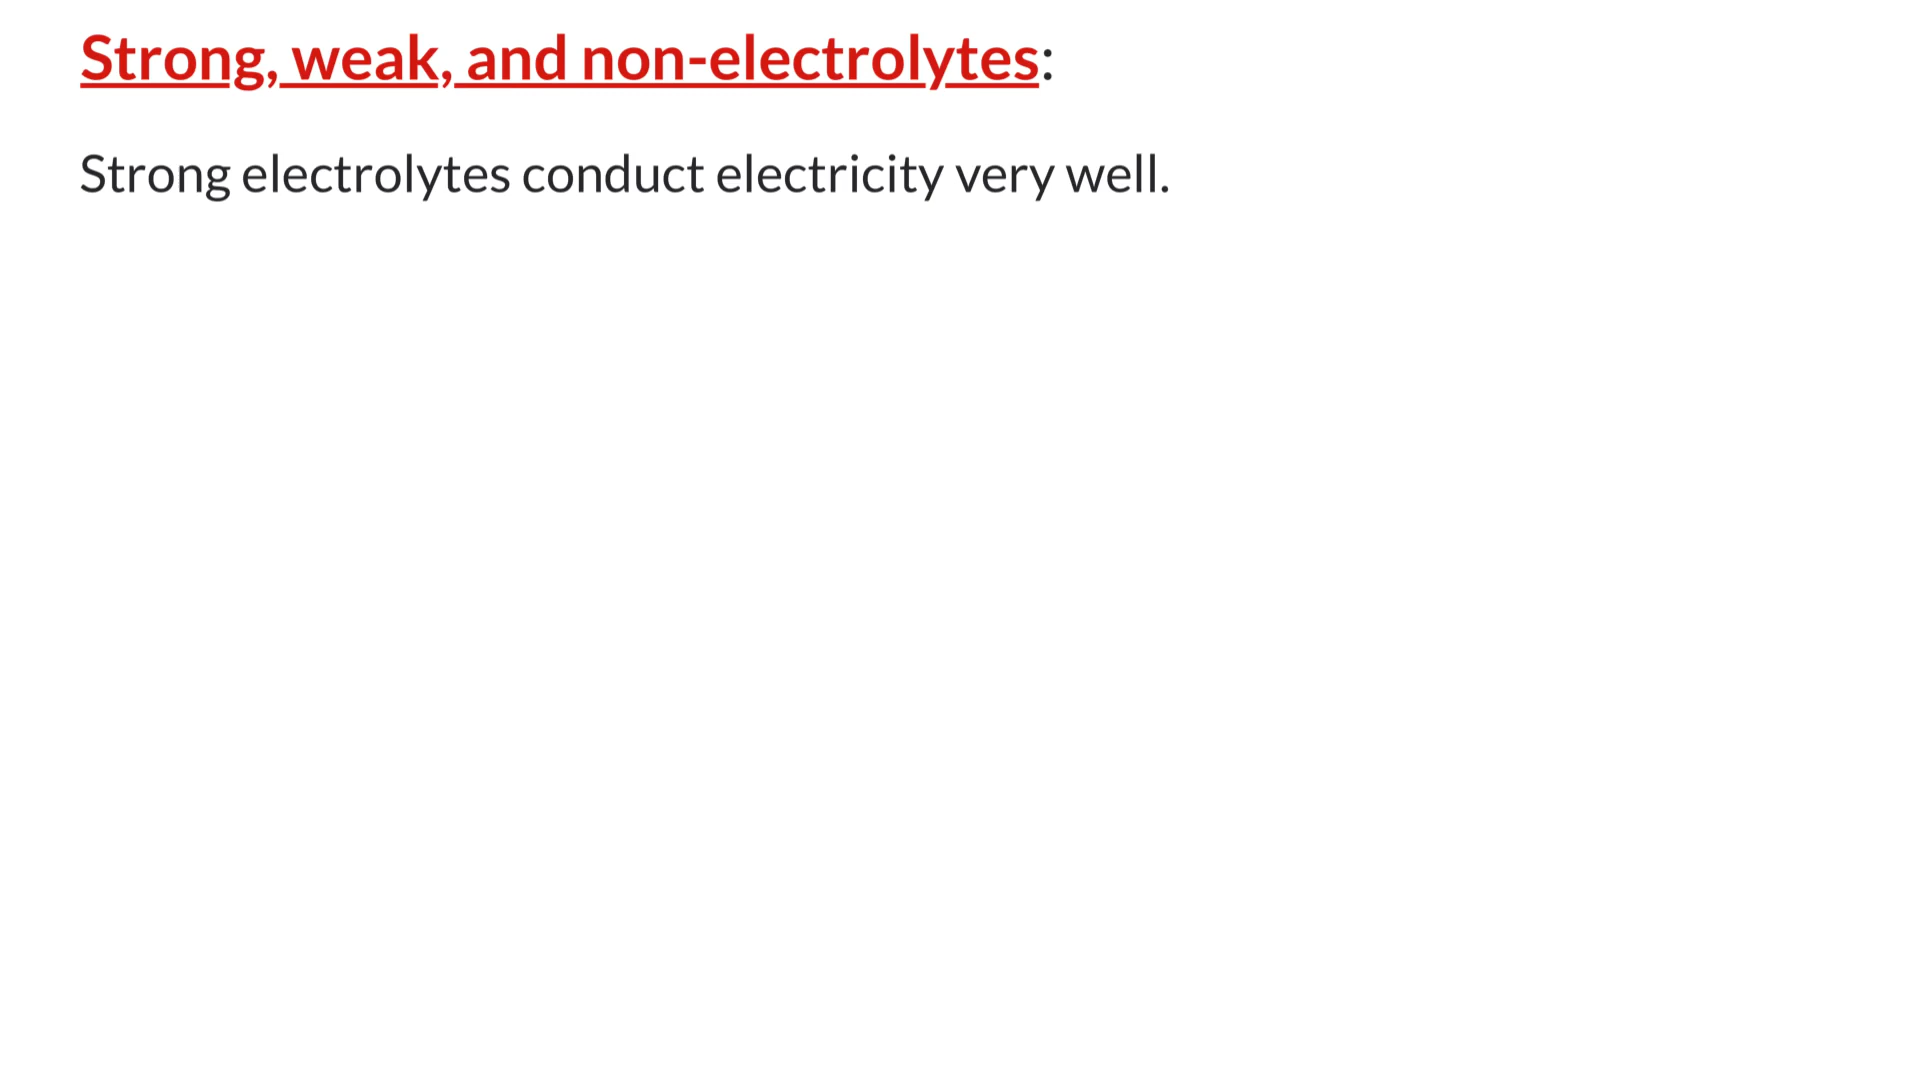 Strong, weak, and non-electrolytes:
Strong electrolytes conduct electricity very well.